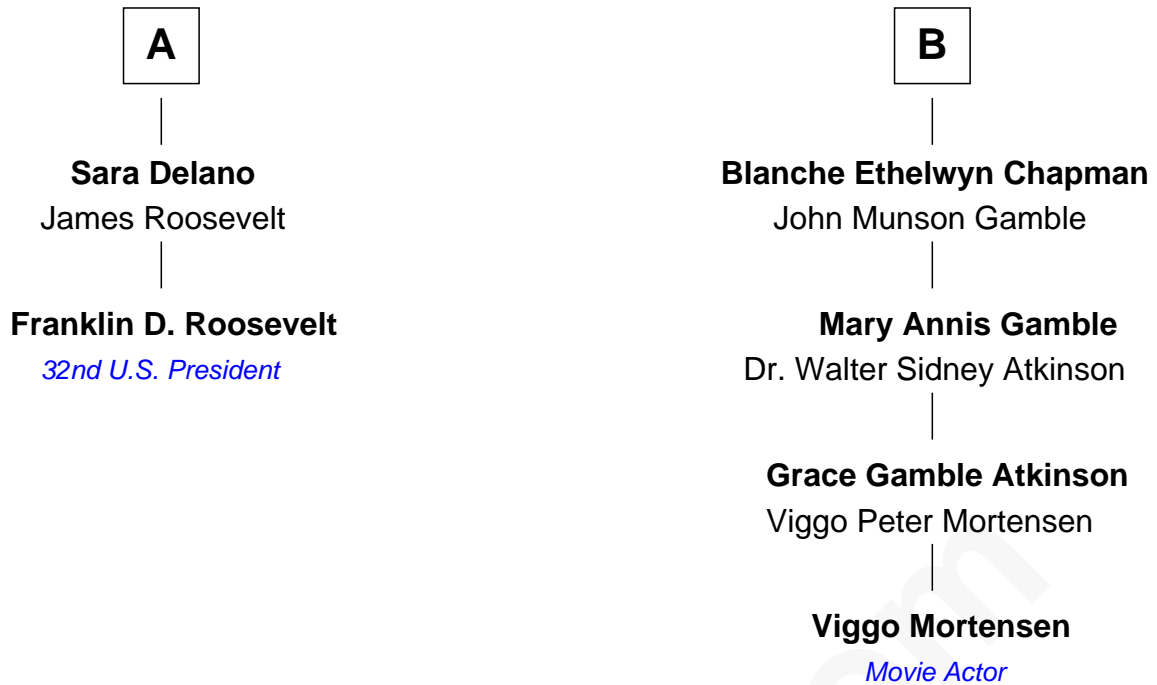 A
Sara Delano
James Roosevelt
Franklin D. Roosevelt
32nd U.S. President
B
Blanche Ethelwyn Chapman
John Munson Gamble
Mary Annis Gamble
Dr. Walter Sidney Atkinson
Grace Gamble Atkinson
Viggo Peter Mortensen
Viggo Mortensen
Movie Actor
om